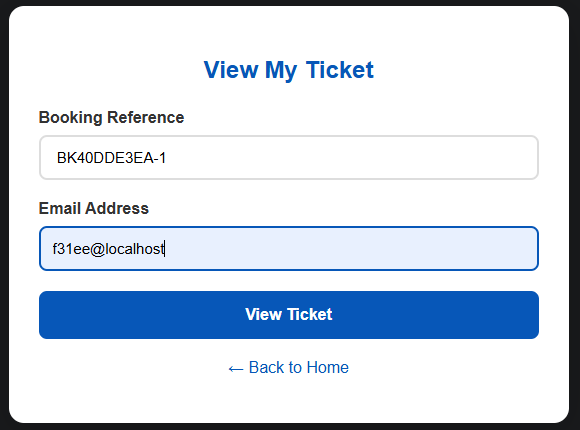 View My Ticket
Booking Reference
BK40DDE3EA-1
Email Address
f31ee@localhost
View Ticket
← Back to Home